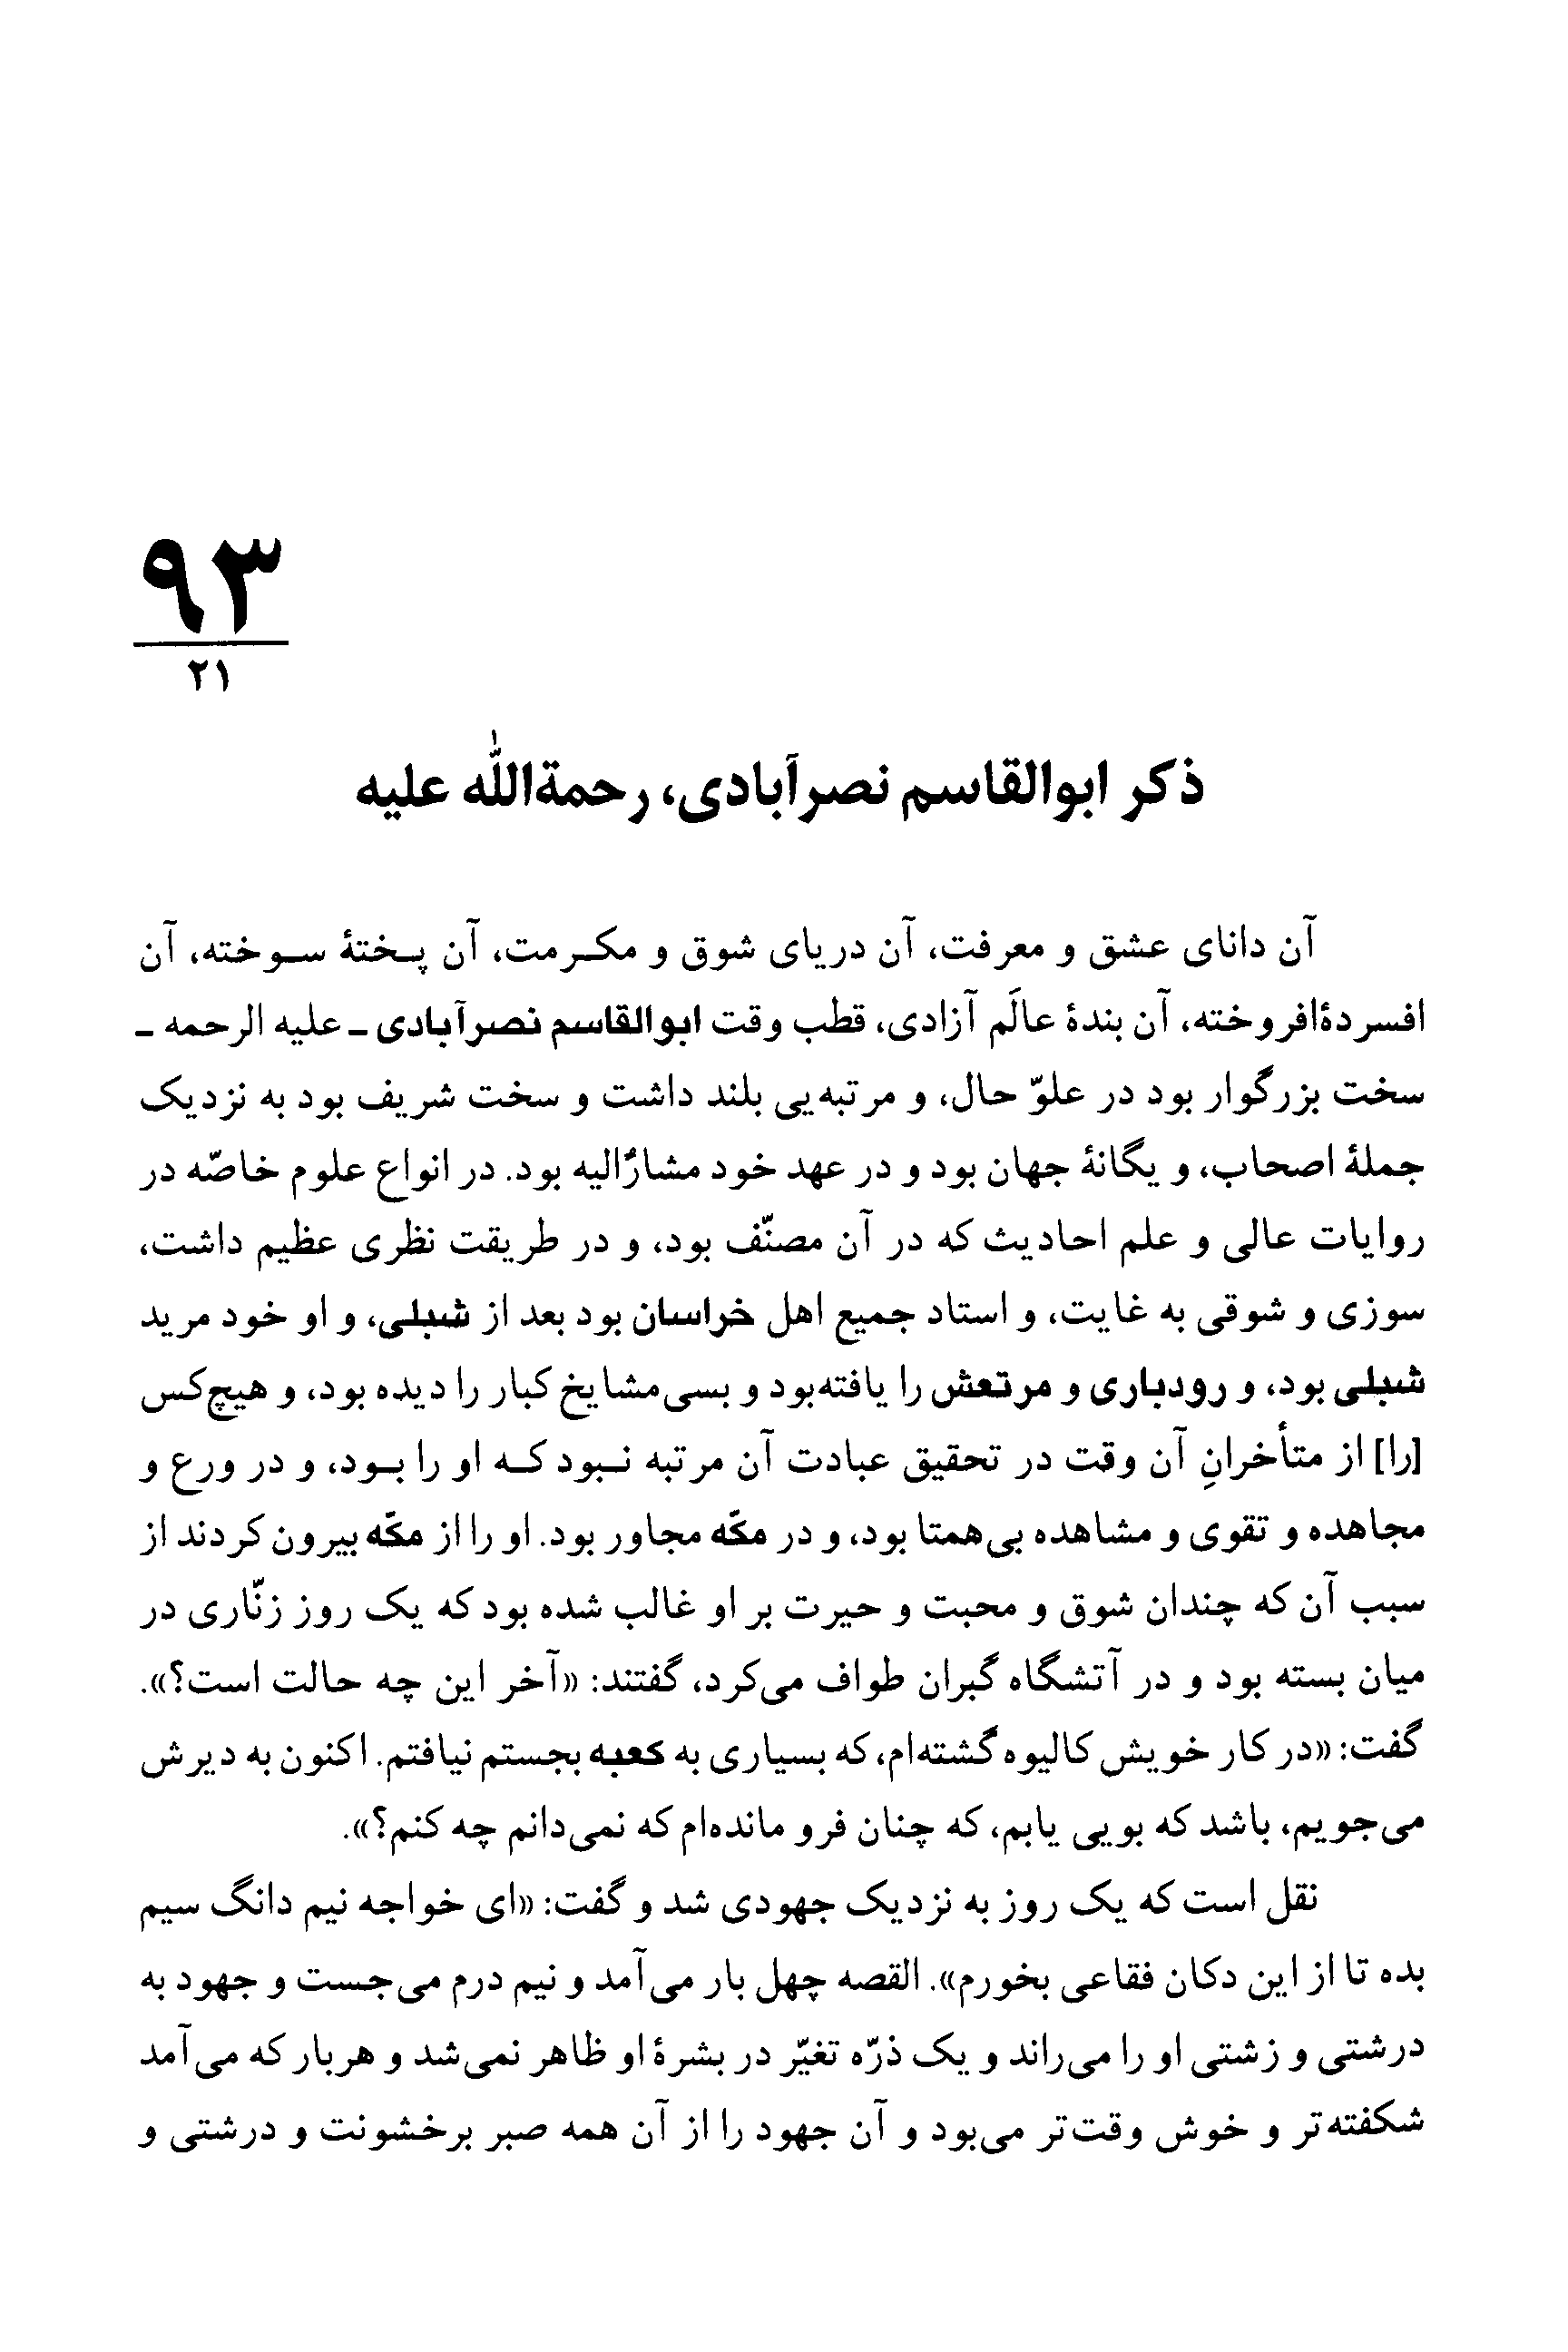 ۹۳
۲۱
ذکر ابوالقاسم نصرآبادی، رحمةالله علیه
آن دانای عشق و معرفت، آن دریای شوق و مکرمت، آن پختهٔ سوخته، آن
افسردهٔ‌افروخته، آن بندهٔ عالَم آزادی، قطب وقت ابوالقاسم نصرآبادی ـ علیه الرحمه ـ
سخت بزرگوار بود در علوّ حال، و مرتبه‌یی بلند داشت و سخت شریف بود به نزدیک
جملهٔ اصحاب، و یگانهٔ جهان بود و در عهد خود مشارٌالیه بود. در انواع علوم خاصّه در
روایات عالی و علم احادیث که در آن مصنّف بود، و در طریقت نظری عظیم داشت،
سوزی و شوقی به غایت، و استاد جمیع اهل خراسان بود بعد از شبلی، و او خود مرید
شبلی بود، و رودباری و مرتعش را یافته‌بود و بسی‌مشایخ کبار را دیده بود، و هیچ‌کس
[را] از متأخرانِ آن وقت در تحقیق عبادت آن مرتبه نبود که او را بود، و در ورع و
مجاهده و تقوی و مشاهده بی‌همتا بود، و در مکّه مجاور بود. او را از مکّه بیرون کردند از
سبب آن که چندان شوق و محبت و حیرت بر او غالب شده بود که یک روز زنّاری در
میان بسته بود و در آتشگاه گبران طواف می‌کرد، گفتند: «آخر این چه حالت است؟».
گفت: «در کار خویش کالیوه گشته‌ام، که بسیاری به کعبه بجستم نیافتم. اکنون به دیرش
می‌جویم، باشد که بویی یابم، که چنان فرو مانده‌ام که نمی‌دانم چه کنم؟».
نقل است که یک روز به نزدیک جهودی شد و گفت: «ای خواجه نیم دانگ سیم
بده تا از این دکان فقاعی بخورم». القصه چهل بار می‌آمد و نیم درم می‌جست و جهود به
درشتی و زشتی او را می‌راند و یک ذرّه تغیّر در بشرهٔ او ظاهر نمی‌شد و هربار که می‌آمد
شکفته‌تر و خوش وقت‌تر می‌بود و آن جهود را از آن همه صبر برخشونت و درشتی و